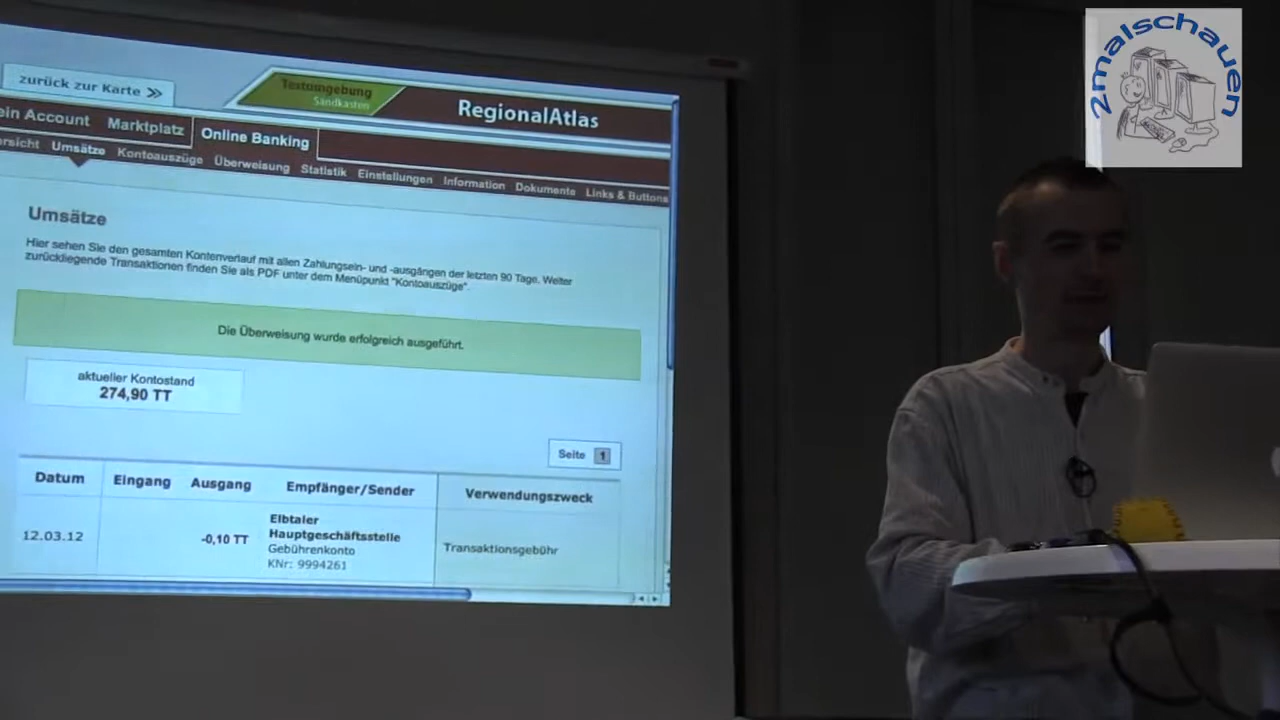 2malschauen
zurück zur Karte >>
Testumgebung
Sandkasten
RegionalAtlas
ein Account Marktplatz Online Banking
ersicht Umsätze Kontoauszüge Überweisung Statistik Einstellungen Information Dokumente Links & Buttons
Umsätze
Hier sehen Sie den gesamten Kontenverlauf mit allen Zahlungsein- und -ausgängen der letzten 90 Tage. Weiter
zurückliegende Transaktionen finden Sie als PDF unter dem Menüpunkt "Kontoauszüge".
Die Überweisung wurde erfolgreich ausgeführt.
aktueller Kontostand
274,90 TT
Seite 1
Datum Eingang Ausgang Empfänger/Sender Verwendungszweck
12.03.12 -0,10 TT Elbtaler
Hauptgeschäftsstelle
Gebührenkonto
KNr: 9994261
Transaktionsgebühr